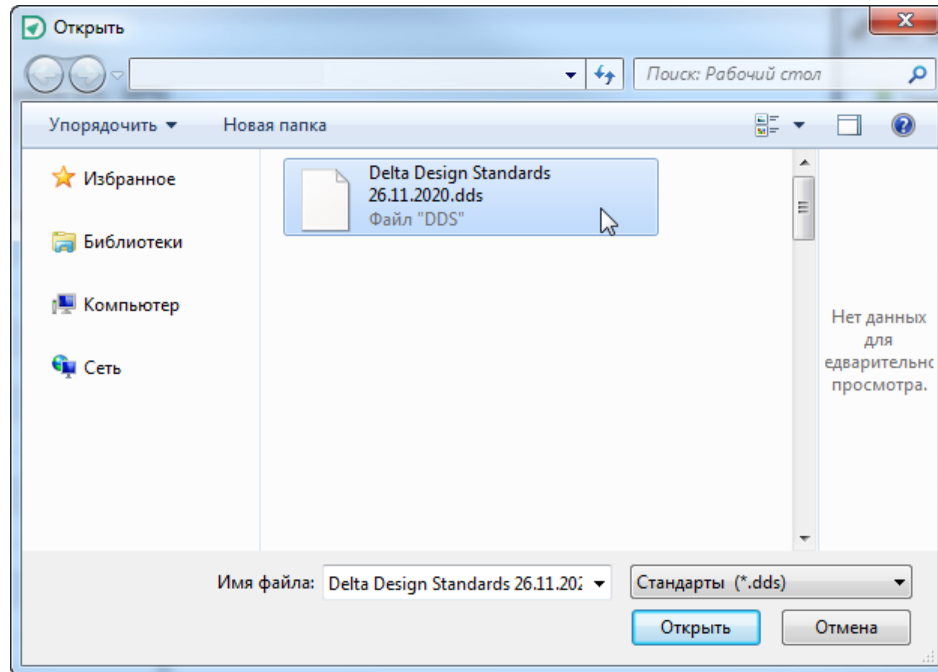 Открыть
Поиск: Рабочий стол
Упорядочить
Новая папка
Избранное
Библиотеки
Компьютер
Сеть
Delta Design Standards
26.11.2020.dds
Файл "DDS"
Нет данных
для
едварительнс
просмотра.
Имя файла: Delta Design Standards 26.11.202
Стандарты (*.dds)
Открыть
Отмена